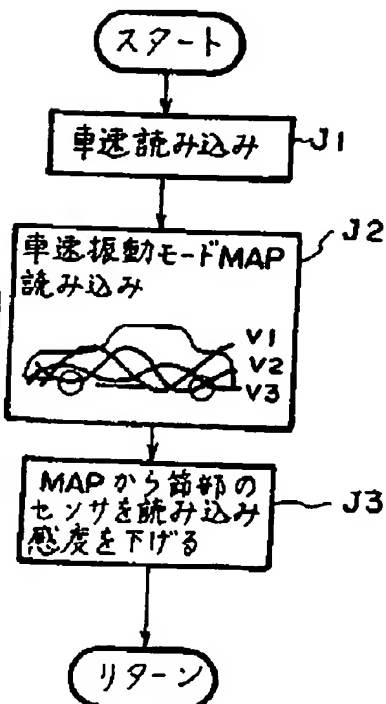 スタート
車速読み込み
J1
車速振動モードMAP
読み込み
J2
V1
V2
V3
MAPから節部の
センサを読み込み
感度を下げる
J3
リターン